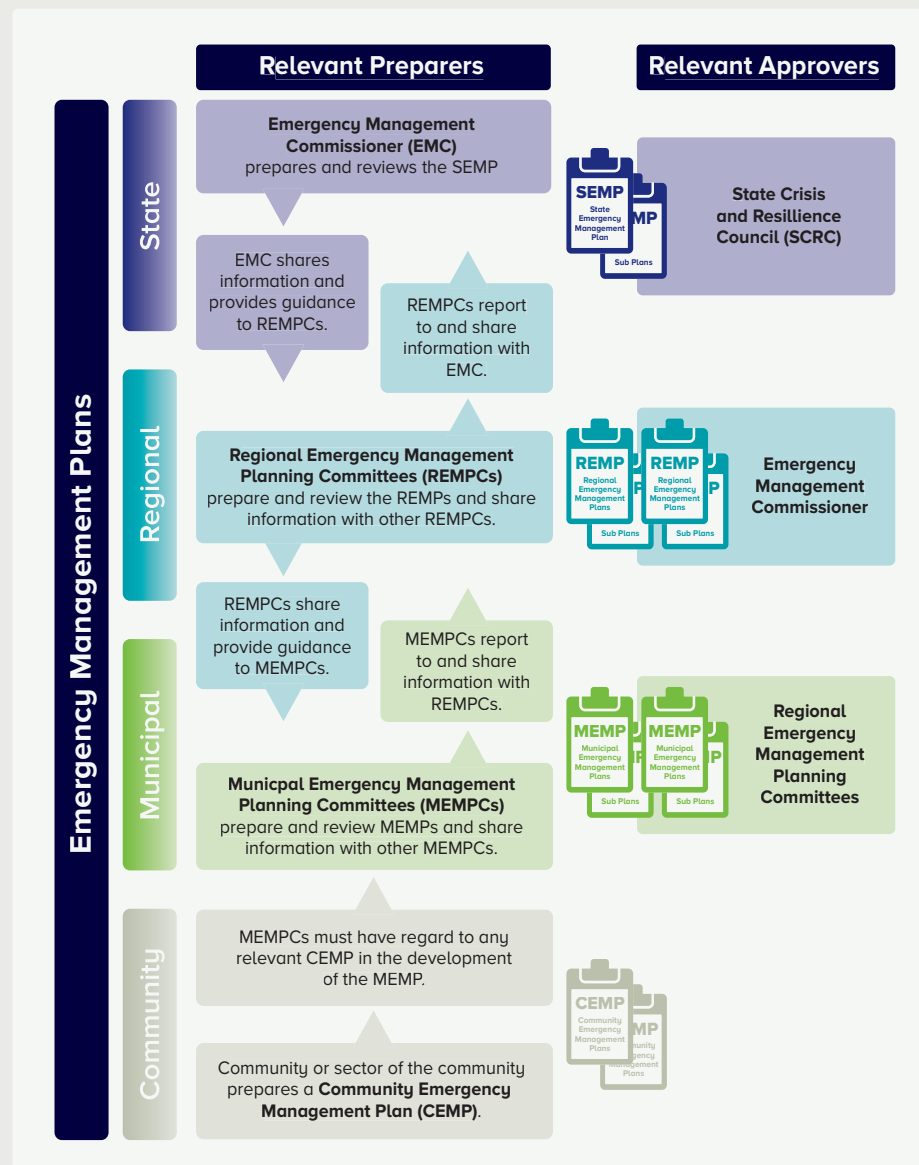 Relevant Preparers
Relevant Approvers
Emergency Management Plans
State
Emergency Management
Commissioner (EMC)
prepares and reviews the SEMP
EMC shares
information and
provides guidance
to REMPCs.
REMPCs report
to and share
information with
EMC.
SEMP
State
Emergency
Management
Plan
MP
Sub Plans
State Crisis
and Resillience
Council (SCRC)
Regional
Regional Emergency Management
Planning Committees (REMPCs)
prepare and review the REMPs and share
information with other REMPCs.
REMPCs share
information and
provide guidance
to MEMPCs.
MEMPCs report
to and share
information with
REMPCs.
REMP
Regional
Emergency
Management
Plans
P
Sub Plans
REMP
Regional
Emergency
Management
Plans
P
Sub Plans
Emergency
Management
Commissioner
Municipal
Municpal Emergency Management
Planning Committees (MEMPCs)
prepare and review MEMPs and share
information with other MEMPCs.
MEMP
Municipal
Emergency
Management
Plans
Sub Plans
MEMP
Municipal
Emergency
Management
Plans
IP
Sub Plans
Regional
Emergency
Management
Planning
Committees
Community
MEMPCs must have regard to any
relevant CEMP in the development
of the MEMP.
Community or sector of the community
prepares a Community Emergency
Management Plan (CEMP).
CEMP
Community
Emergency
Management
Plans
MP
munity
gency
Management
Plans